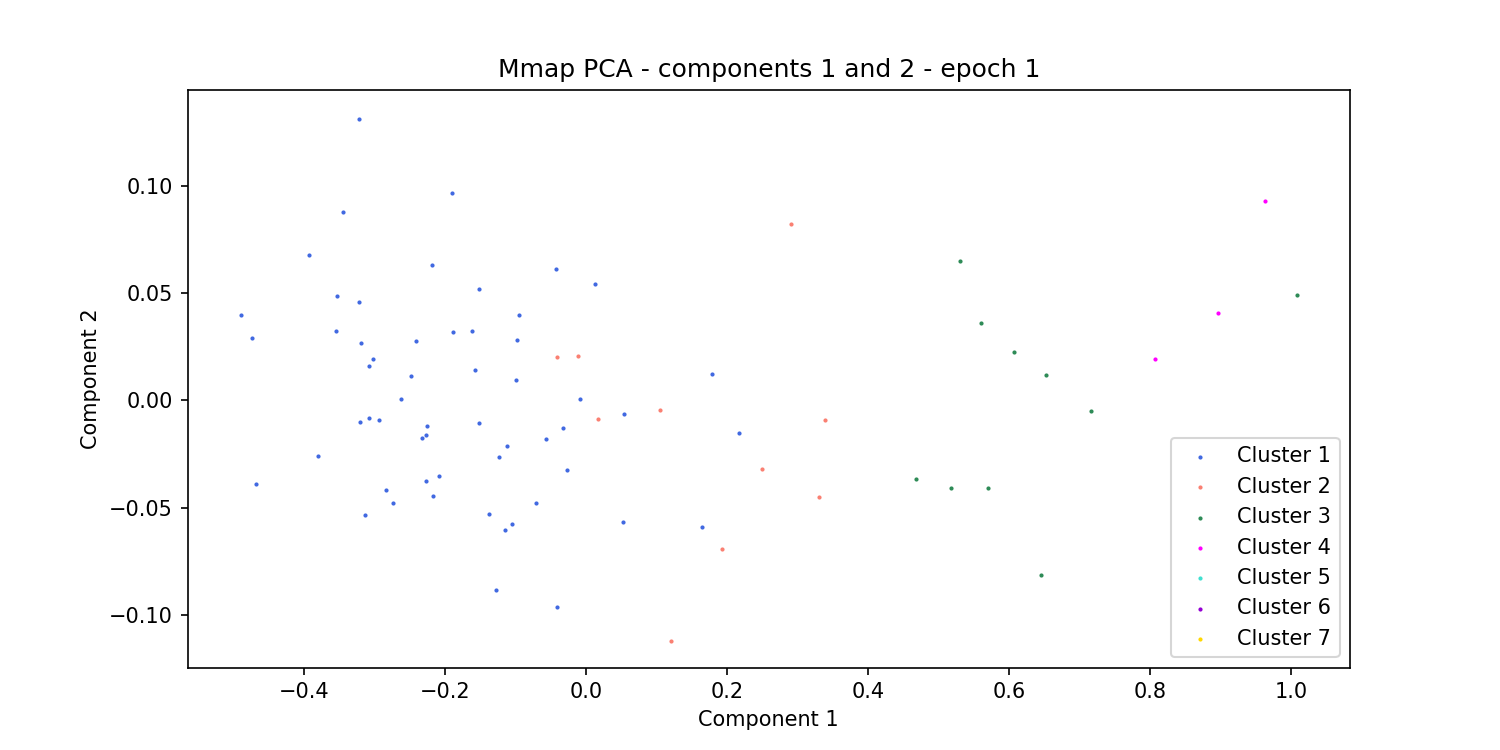 Mmap PCA - components 1 and 2 - epoch 1
Component 2
0.10
0.05
0.00
−0.05
−0.10
Cluster 1
Cluster 2
Cluster 3
Cluster 4
Cluster 5
Cluster 6
Cluster 7
−0.4 −0.2 0.0 0.2 0.4 0.6 0.8 1.0
Component 1